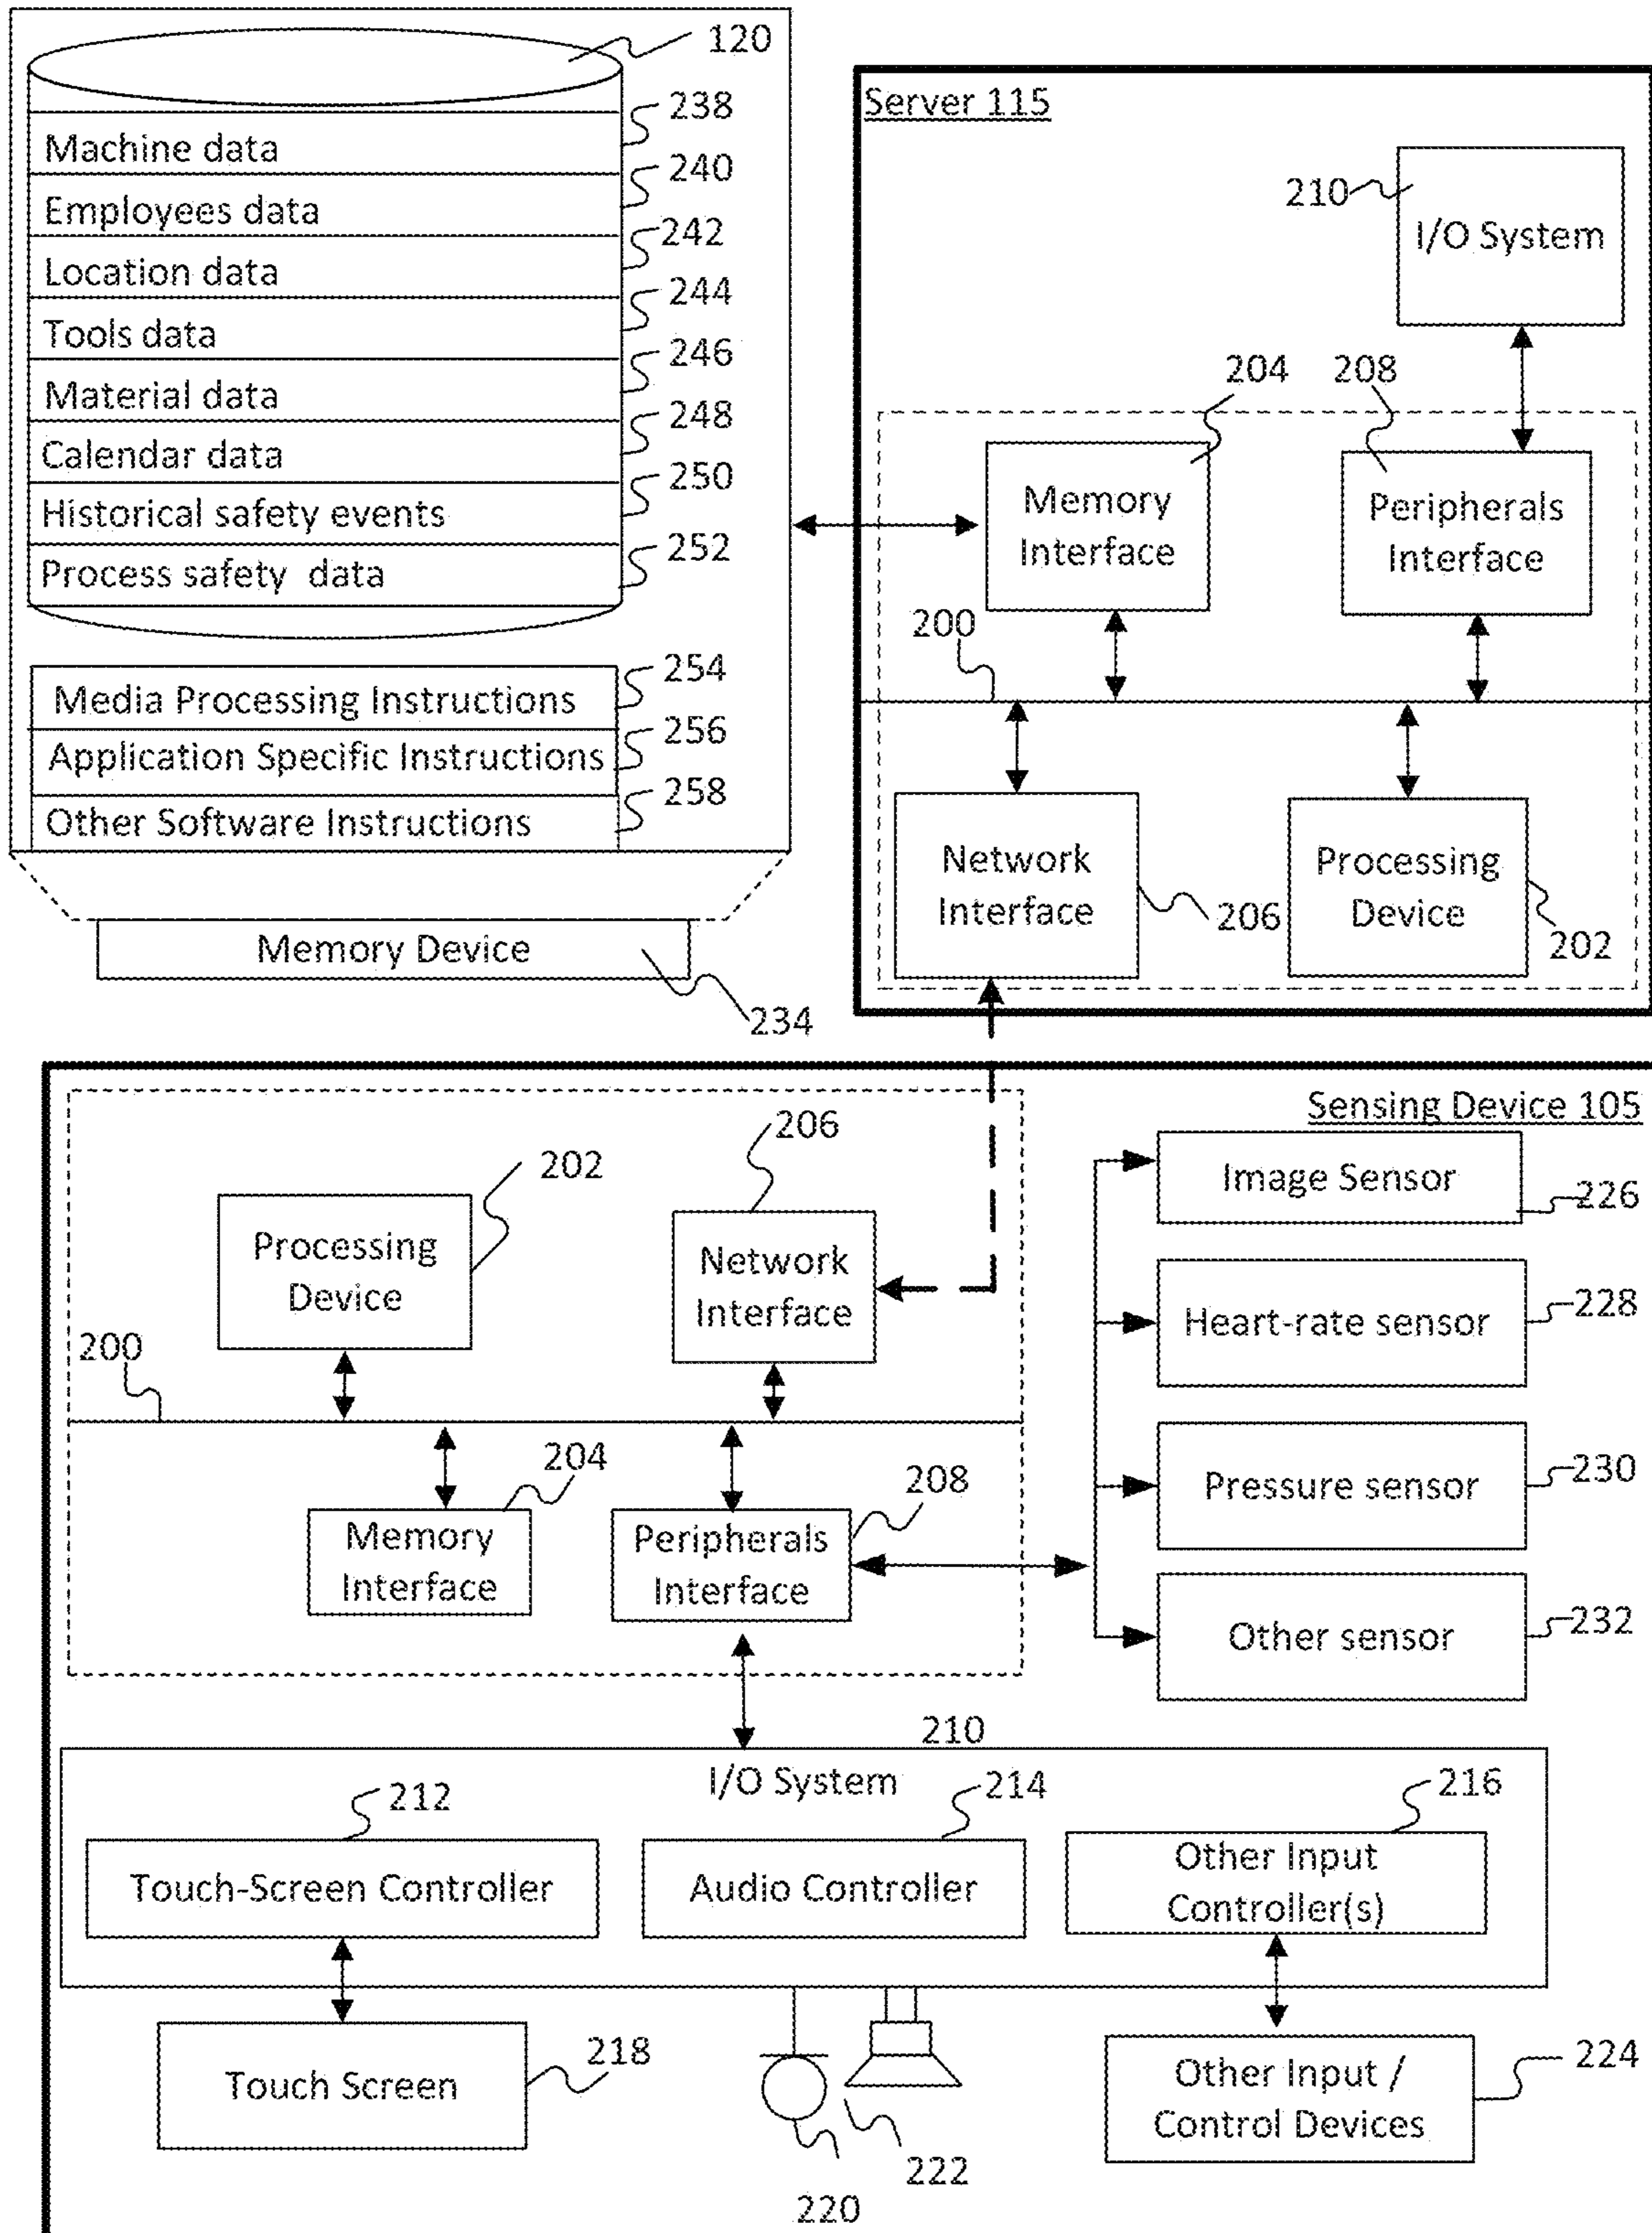 120
238
Machine data
240
Employees data
242
Location data
244
Tools data
246
Material data
248
Calendar data
250
Historical safety events
252
Process safety data
254
Media Processing Instructions
256
Application Specific Instructions
258
Other Software Instructions
Memory Device
234
Server 115
210
I/O System
204
208
Memory
Interface
Peripherals
Interface
200
Network
Interface
206
Processing
Device
202
Sensing Device 105
206
202
Processing
Device
Network
Interface
200
204
208
Memory
Interface
Peripherals
Interface
Image Sensor
226
Heart-rate sensor
228
Pressure sensor
230
Other sensor
232
210
I/O System
212
214
216
Touch-Screen Controller
Audio Controller
Other Input
Controller(s)
Touch Screen
218
220
222
Other Input /
Control Devices
224